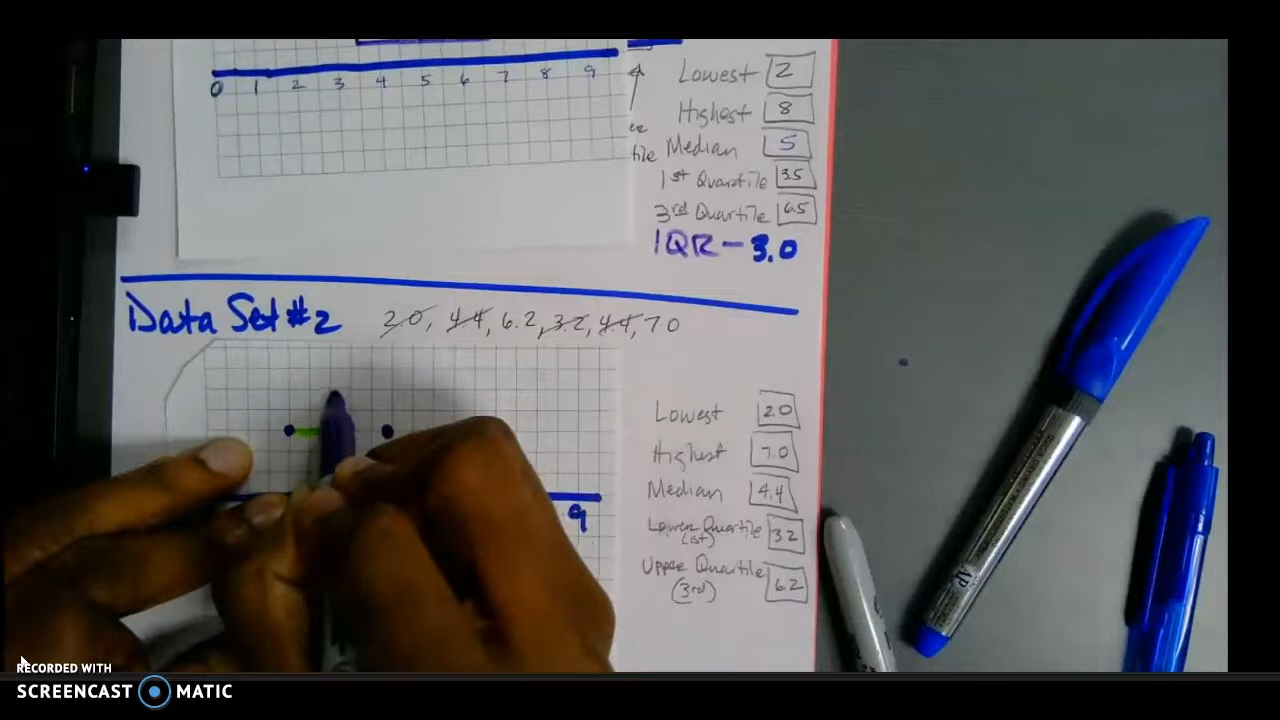 0 1 2 3 4 5 6 7 8 9
Lowest 2
Highest 8
Median 5
1st Quartile 3.5
3rd Quartile 6.5
IQR - 3.0
Data Set #2 2.0, 4.4, 6.2, 3.2, 4.4, 7.0
9
Lowest 2.0
Highest 7.0
Median 4.4
Lower Quartile 3.2
(1st)
Upper Quartile 6.2
(3rd)
RECORDED WITH
SCREENCAST MATIC